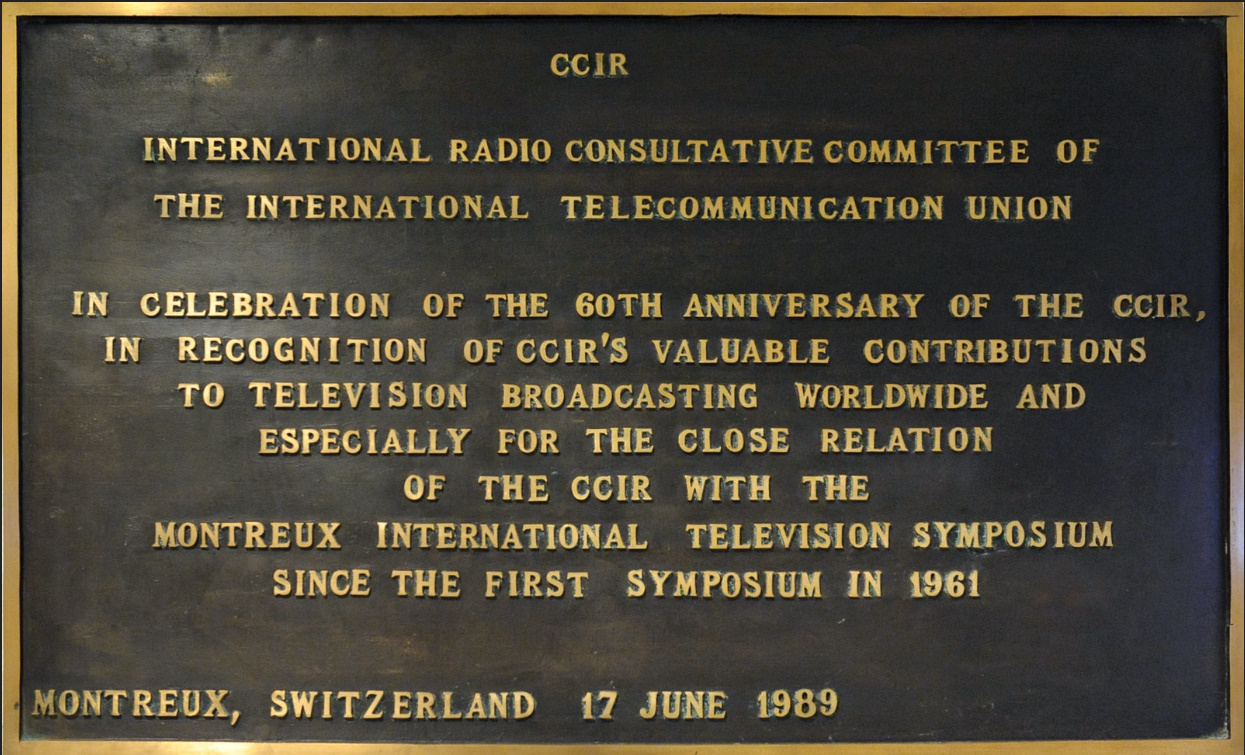 CCIR
INTERNATIONAL RADIO CONSULTATIVE COMMITTEE OF
THE INTERNATIONAL TELECOMMUNICATION UNION
IN CELEBRATION OF THE 60TH ANNIVERSARY OF THE CCIR,
IN RECOGNITION OF CCIR'S VALUABLE CONTRIBUTIONS
TO TELEVISION BROADCASTING WORLDWIDE AND
ESPECIALLY FOR THE CLOSE RELATION
OF THE CCIR WITH THE
MONTREUX INTERNATIONAL TELEVISION SYMPOSIUM
SINCE THE FIRST SYMPOSIUM IN 1961
MONTREUX, SWITZERLAND 17 JUNE 1989